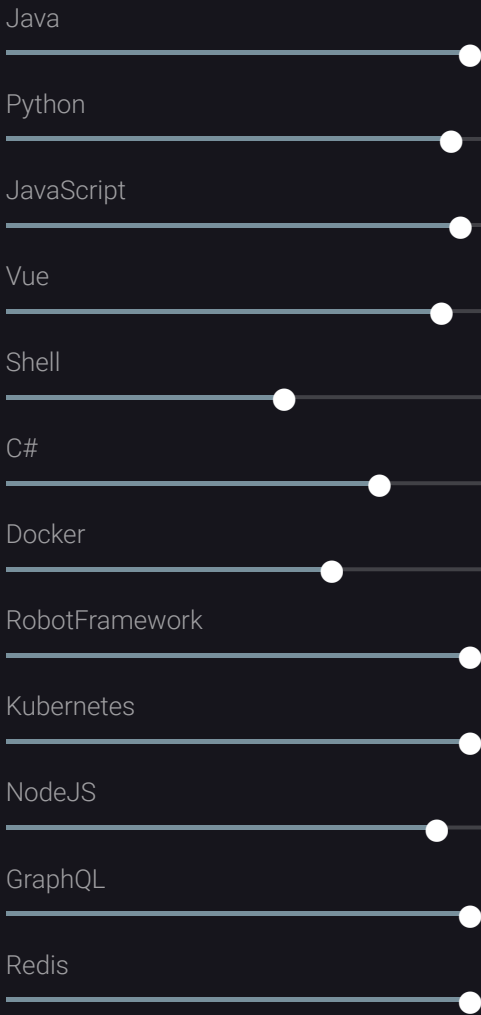 Java
Python
JavaScript
Vue
Shell
C#
Docker
RobotFramework
Kubernetes
NodeJS
GraphQL
Redis